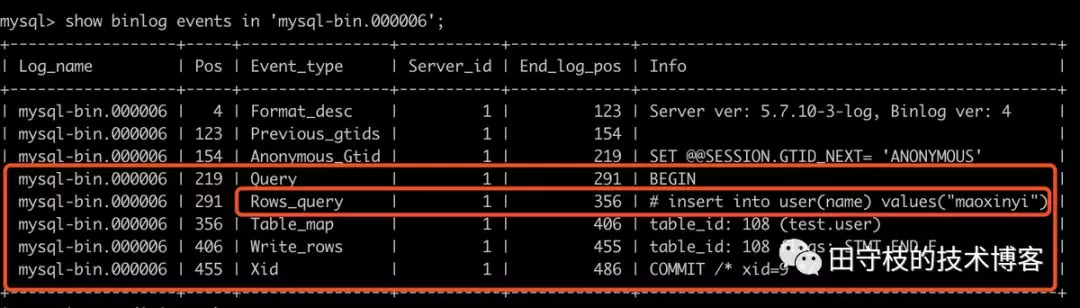 mysql> show binlog events in 'mysql-bin.000006';
| Log_name | Pos | Event_type | Server_id | End_log_pos | Info |
| mysql-bin.000006 | 4 | Format_desc | 1 | 123 | Server ver: 5.7.10-3-log, Binlog ver: 4 |
| mysql-bin.000006 | 123 | Previous_gtids | 1 | 154 | |
| mysql-bin.000006 | 154 | Anonymous_Gtid | 1 | 219 | SET @@SESSION.GTID_NEXT= 'ANONYMOUS' |
| mysql-bin.000006 | 219 | Query | 1 | 291 | BEGIN |
| mysql-bin.000006 | 291 | Rows_query | 1 | 356 | # insert into user(name) values("maoxinyi") |
| mysql-bin.000006 | 356 | Table_map | 1 | 406 | table_id: 108 (test.user) |
| mysql-bin.000006 | 406 | Write_rows | 1 | 455 | table_id: 108 flags: STMT_END_F |
| mysql-bin.000006 | 455 | Xid | 1 | 486 | COMMIT /* xid=9
田守枝的技术博客